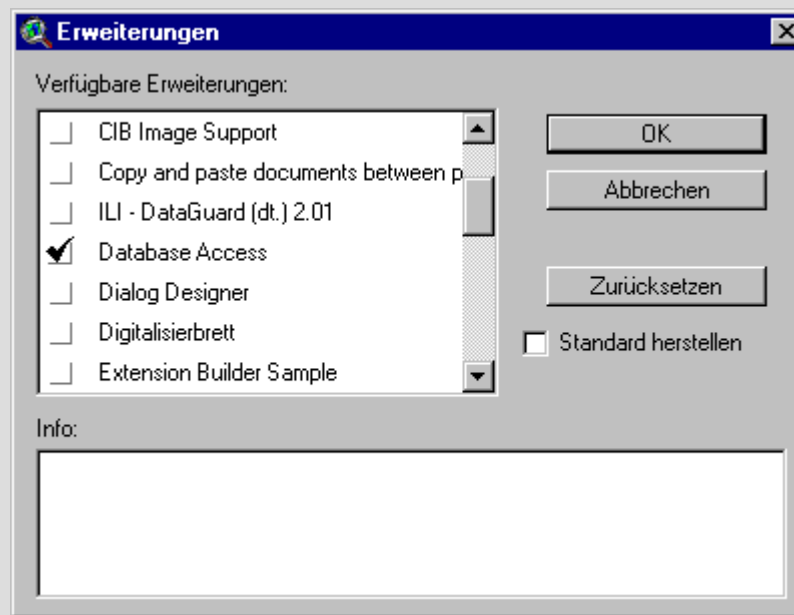 Erweiterungen
Verfügbare Erweiterungen:
CIB Image Support
Copy and paste documents between p
ILI - DataGuard (dt.) 2.01
Database Access
Dialog Designer
Digitalisierbrett
Extension Builder Sample
OK
Abbrechen
Zurücksetzen
Standard herstellen
Info: